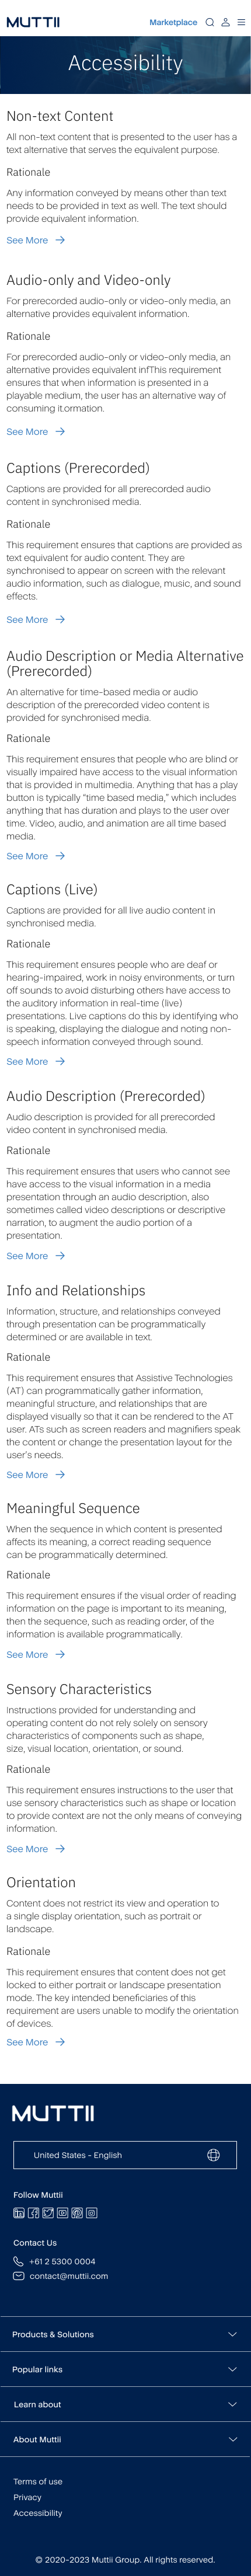 MUTTII
Marketplace
Accessibility
Non-text Content
All non-text content that is presented to the user has a
text alternative that serves the equivalent purpose.
Rationale
Any information conveyed by means other than text
needs to be provided in text as well. The text should
provide equivalent information.
See More
Audio-only and Video-only
For prerecorded audio-only or video-only media, an
alternative provides equivalent information.
Rationale
For prerecorded audio-only or video-only media, an
alternative provides equivalent infThis requirement
ensures that when information is presented in a
playable medium, the user has an alternative way of
consuming it.ormation.
See More
Captions (Prerecorded)
Captions are provided for all prerecorded audio
content in synchronised media.
Rationale
This requirement ensures that captions are provided as
text equivalent for audio content. They are
synchronised to appear on screen with the relevant
audio information, such as dialogue, music, and sound
effects.
See More
Audio Description or Media Alternative
(Prerecorded)
An alternative for time-based media or audio
description of the prerecorded video content is
provided for synchronised media.
Rationale
This requirement ensures that people who are blind or
visually impaired have access to the visual information
that is provided in multimedia. Anything that has a play
button is typically “time based media,” which includes
anything that has duration and plays to the user over
time. Video, audio, and animation are all time based
media.
See More
Captions (Live)
Captions are provided for all live audio content in
synchronised media.
Rationale
This requirement ensures people who are deaf or
hearing-impaired, work in noisy environments, or turn
off sounds to avoid disturbing others have access to
the auditory information in real-time (live)
presentations. Live captions do this by identifying who
is speaking, displaying the dialogue and noting non-
speech information conveyed through sound.
See More
Audio Description (Prerecorded)
Audio description is provided for all prerecorded
video content in synchronised media.
Rationale
This requirement ensures that users who cannot see
have access to the visual information in a media
presentation through an audio description, also
sometimes called video descriptions or descriptive
narration, to augment the audio portion of a
presentation.
See More
Info and Relationships
Information, structure, and relationships conveyed
through presentation can be programmatically
determined or are available in text.
Rationale
This requirement ensures that Assistive Technologies
(AT) can programmatically gather information,
meaningful structure, and relationships that are
displayed visually so that it can be rendered to the AT
user. ATs such as screen readers and magnifiers speak
the content or change the presentation layout for the
user’s needs.
See More
Meaningful Sequence
When the sequence in which content is presented
affects its meaning, a correct reading sequence
can be programmatically determined.
Rationale
This requirement ensures if the visual order of reading
information on the page is important to its meaning,
then the sequence, such as reading order, of the
information is available programmatically.
See More
Sensory Characteristics
Instructions provided for understanding and
operating content do not rely solely on sensory
characteristics of components such as shape,
size, visual location, orientation, or sound.
Rationale
This requirement ensures instructions to the user that
use sensory characteristics such as shape or location
to provide context are not the only means of conveying
information.
See More
Orientation
Content does not restrict its view and operation to
a single display orientation, such as portrait or
landscape.
Rationale
This requirement ensures that content does not get
locked to either portrait or landscape presentation
mode. The key intended beneficiaries of this
requirement are users unable to modify the orientation
of devices.
See More
MUTTII
United States - English
Follow Muttii
Contact Us
+61 2 5300 0004
contact@muttii.com
Products & Solutions
Popular links
Learn about
About Muttii
Terms of use
Privacy
Accessibility
© 2020-2023 Muttii Group. All rights reserved.